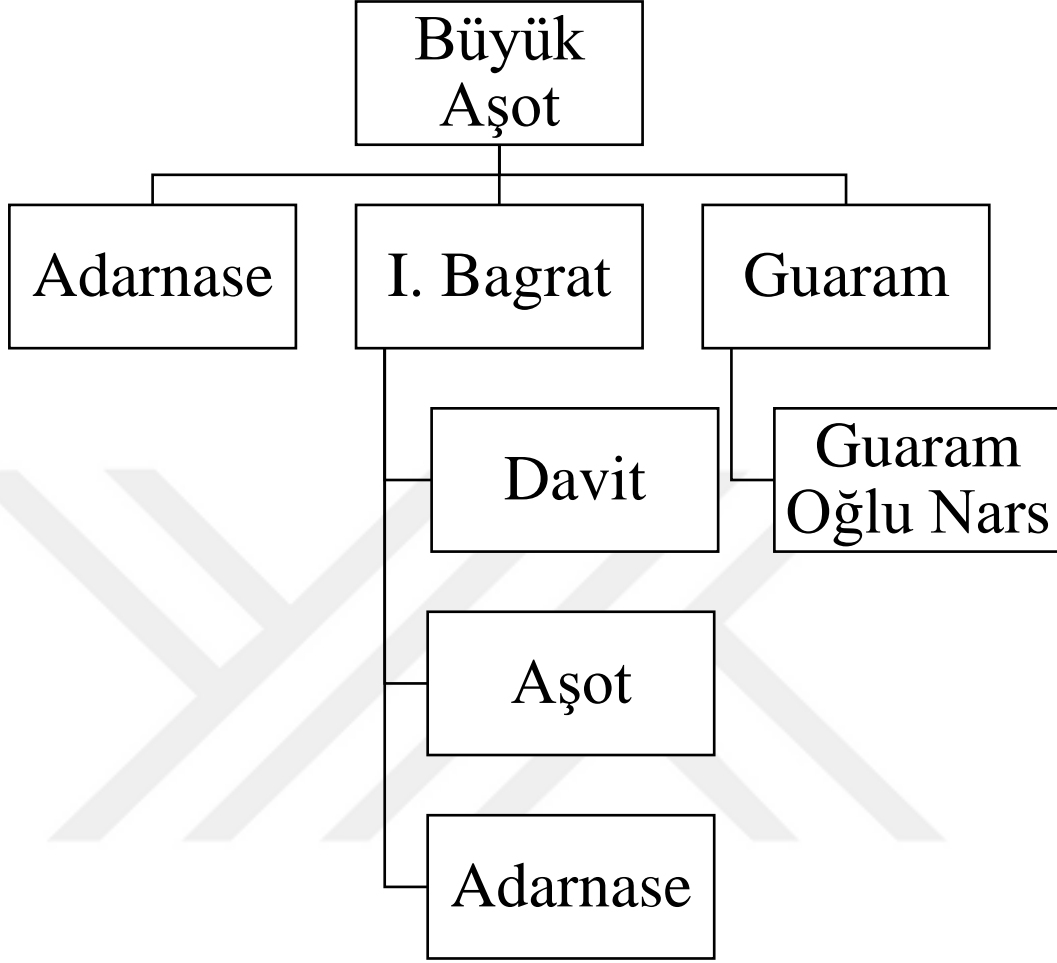 Büyük
Aşot
Adarnase
I. Bagrat
Guaram
Davit
Guaram
Oğlu Nars
Aşot
Adarnase